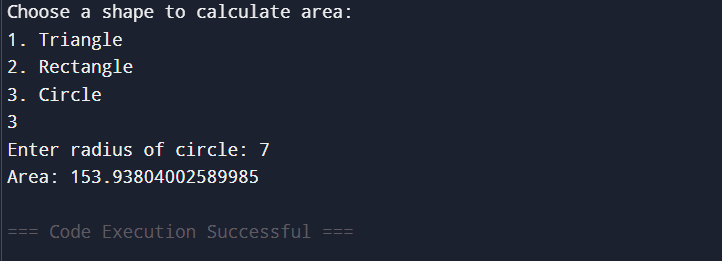 Choose a shape to calculate area:
1. Triangle
2. Rectangle
3. Circle
3
Enter radius of circle: 7
Area: 153.93804002589985
=== Code Execution Successful ===